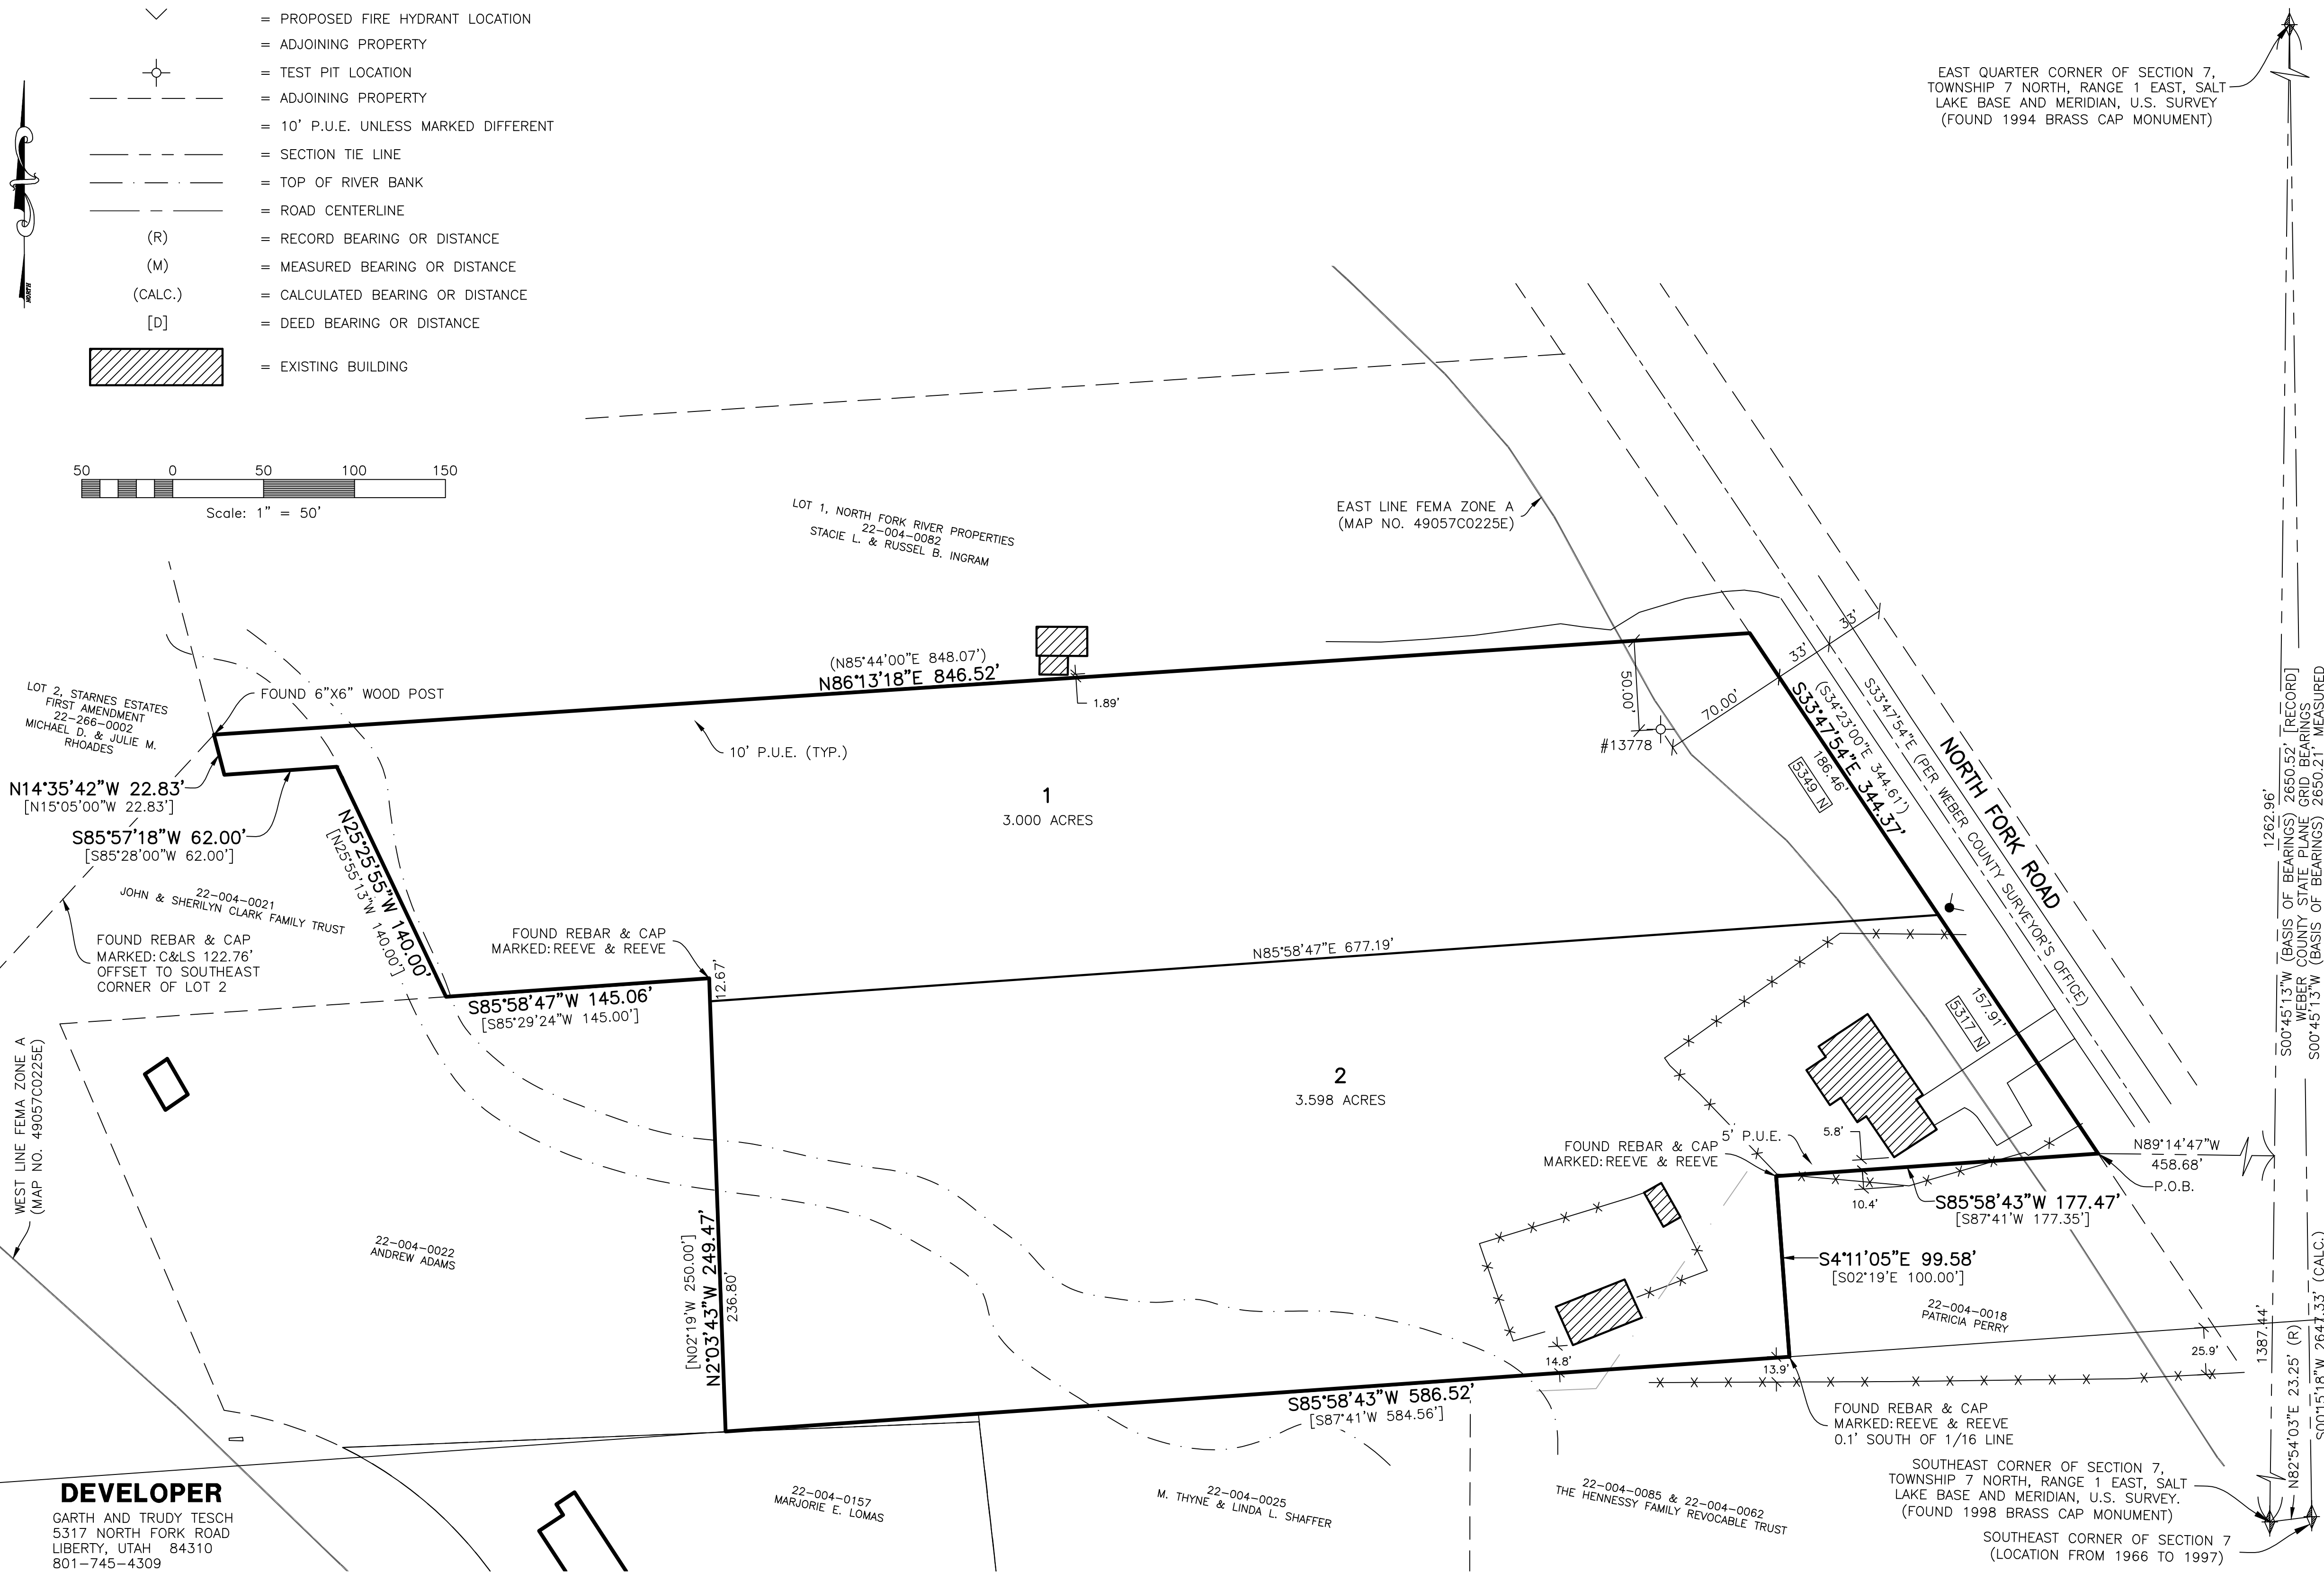 = PROPOSED FIRE HYDRANT LOCATION
= ADJOINING PROPERTY
= TEST PIT LOCATION
= ADJOINING PROPERTY
= 10' P.U.E. UNLESS MARKED DIFFERENT
= SECTION TIE LINE
= TOP OF RIVER BANK
= ROAD CENTERLINE
(R) = RECORD BEARING OR DISTANCE
(M) = MEASURED BEARING OR DISTANCE
(CALC.) = CALCULATED BEARING OR DISTANCE
[D] = DEED BEARING OR DISTANCE
= EXISTING BUILDING
NORTH
50 0 50 100 150
Scale: 1" = 50'
EAST QUARTER CORNER OF SECTION 7,
TOWNSHIP 7 NORTH, RANGE 1 EAST, SALT
LAKE BASE AND MERIDIAN, U.S. SURVEY
(FOUND 1994 BRASS CAP MONUMENT)
LOT 1, NORTH FORK RIVER PROPERTIES
22-004-0082
STACIE L. & RUSSEL B. INGRAM
EAST LINE FEMA ZONE A
(MAP NO. 49057C0225E)
LOT 2, STARNES ESTATES
FIRST AMENDMENT
22-266-0002
MICHAEL D. & JULIE M.
RHOADES
FOUND 6"X6" WOOD POST
(N85°44'00"E 848.07')
N86°13'18"E 846.52'
1.89'
10' P.U.E. (TYP.)
50.00'
70.00'
33'
33'
#13778
N14°35'42"W 22.83'
[N15°05'00"W 22.83']
S85°57'18"W 62.00'
[S85°28'00"W 62.00']
N25°25'55"W 140.00'
[N25°55'13"W 140.00']
1
3.000 ACRES
S33°47'54"E 344.37'
(S34°23'00"E 344.61')
186.46'
5349 N
S33°47'54"E (PER WEBER COUNTY SURVEYOR'S OFFICE)
NORTH FORK ROAD
22-004-0021
JOHN & SHERILYN CLARK FAMILY TRUST
FOUND REBAR & CAP
MARKED: C&LS 122.76'
OFFSET TO SOUTHEAST
CORNER OF LOT 2
FOUND REBAR & CAP
MARKED: REEVE & REEVE
12.67'
S85°58'47"W 145.06'
[S85°29'24"W 145.00']
N85°58'47"E 677.19'
157.91'
5317 N
1262.96'
S00°45'13"W (BASIS OF BEARINGS) 2650.52' [RECORD]
WEBER COUNTY STATE PLANE GRID BEARINGS
S00°45'13"W (BASIS OF BEARINGS) 2650.21' MEASURED
WEST LINE FEMA ZONE A
(MAP NO. 49057C0225E)
2
3.598 ACRES
FOUND REBAR & CAP
MARKED: REEVE & REEVE
5' P.U.E.
5.8'
10.4'
N89°14'47"W
458.68'
P.O.B.
S85°58'43"W 177.47'
[S87°41'W 177.35']
22-004-0022
ANDREW ADAMS
[N02°19'W 250.00']
N2°03'43"W 249.47'
236.80'
S4°11'05"E 99.58'
[S02°19'E 100.00']
22-004-0018
PATRICIA PERRY
14.8'
13.9'
25.9'
S85°58'43"W 586.52'
[S87°41'W 584.56']
1387.44'
N82°54'03"E 23.25' (R)
S00°15'18"W 2647.33' (CALC.)
FOUND REBAR & CAP
MARKED: REEVE & REEVE
0.1' SOUTH OF 1/16 LINE
SOUTHEAST CORNER OF SECTION 7,
TOWNSHIP 7 NORTH, RANGE 1 EAST, SALT
LAKE BASE AND MERIDIAN, U.S. SURVEY.
(FOUND 1998 BRASS CAP MONUMENT)
SOUTHEAST CORNER OF SECTION 7
(LOCATION FROM 1966 TO 1997)
22-004-0157
MARJORIE E. LOMAS
22-004-0025
M. THYNE & LINDA L. SHAFFER
22-004-0085 & 22-004-0062
THE HENNESSY FAMILY REVOCABLE TRUST
DEVELOPER
GARTH AND TRUDY TESCH
5317 NORTH FORK ROAD
LIBERTY, UTAH 84310
801-745-4309